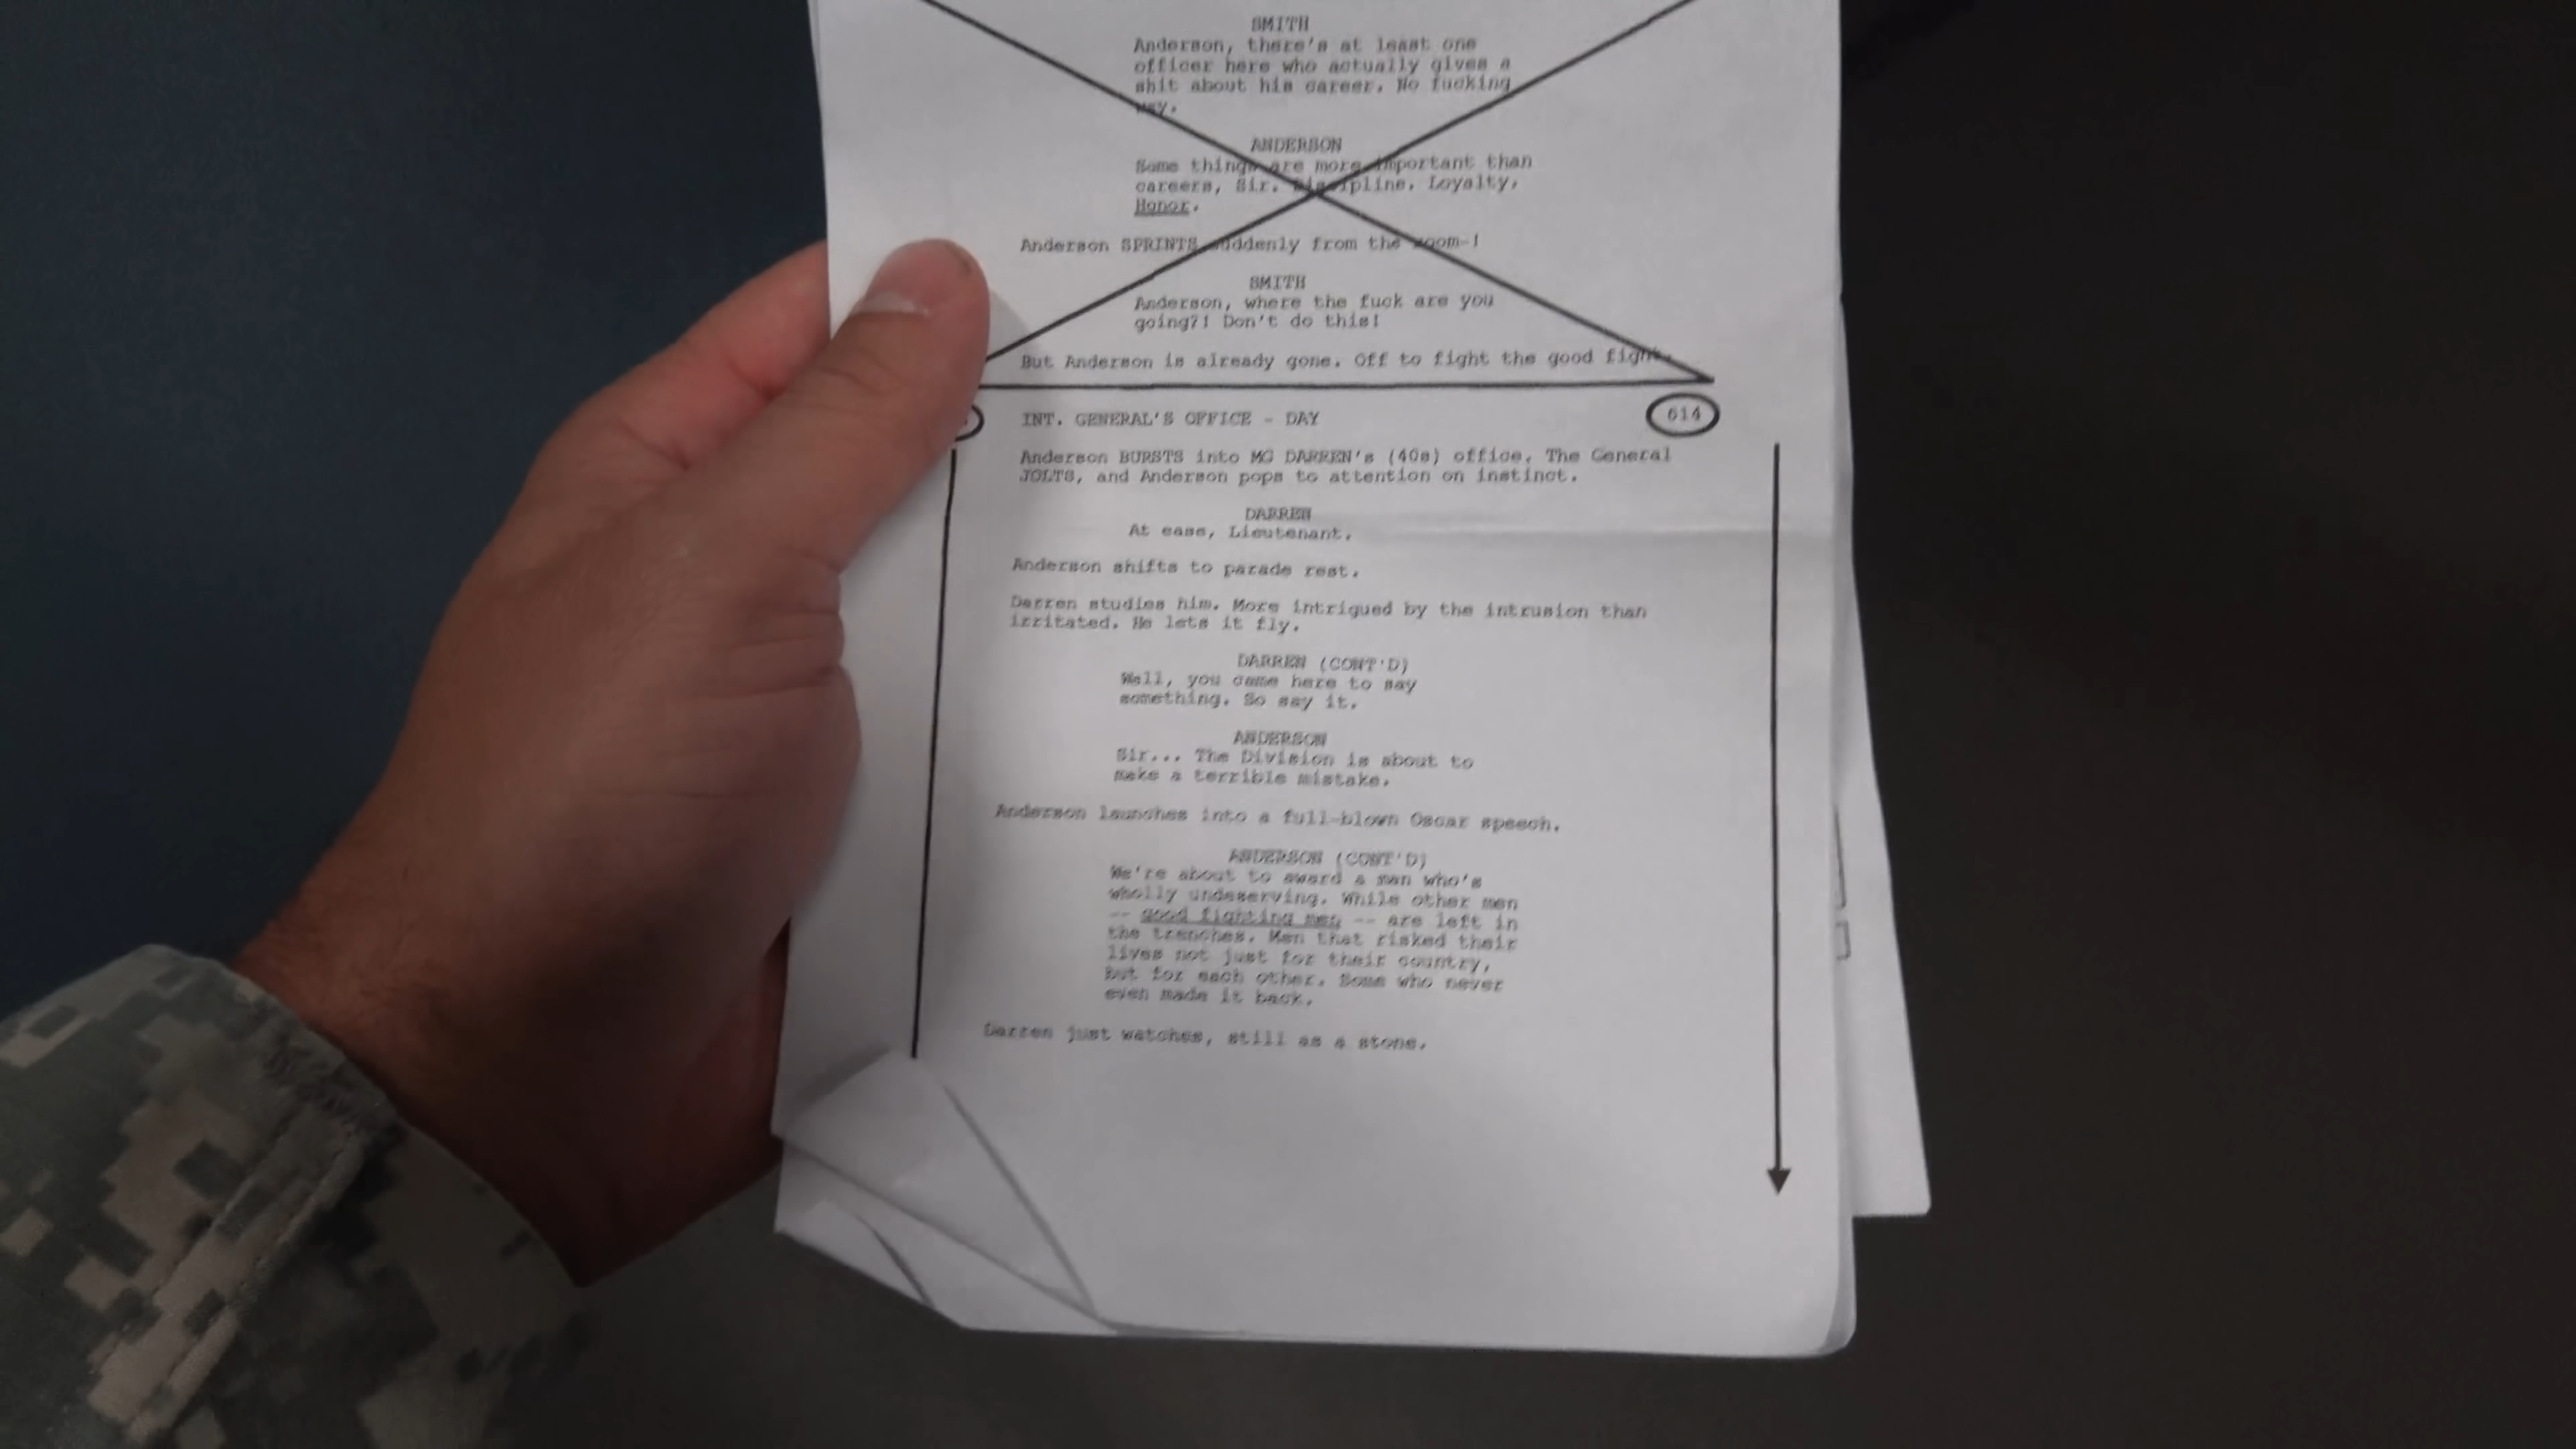 SMITH
Anderson, there's at least one
officer here who actually gives a
shit about his career. No fucking
way.
ANDERSON
Some things are more important than
careers, Sir. Discipline. Loyalty.
Honor.
Anderson SPRINTS suddenly from the room-!
SMITH
Anderson, where the fuck are you
going?! Don't do this!
But Anderson is already gone. Off to fight the good fight.
INT. GENERAL'S OFFICE - DAY 614
Anderson BURSTS into MG DARREN's (40s) office. The General
JOLTS, and Anderson pops to attention on instinct.
DARREN
At ease, Lieutenant.
Anderson shifts to parade rest.
Darren studies him. More intrigued by the intrusion than
irritated. He lets it fly.
DARREN (CONT'D)
Well, you came here to say
something. So say it.
ANDERSON
Sir... The Division is about to
make a terrible mistake.
Anderson launches into a full-blown Oscar speech.
ANDERSON (CONT'D)
We're about to award a man who's
wholly undeserving. While other men
-- good fighting men -- are left in
the trenches. Men that risked their
lives not just for their country,
but for each other. Some who never
even made it back.
Darren just watches, still as a stone.